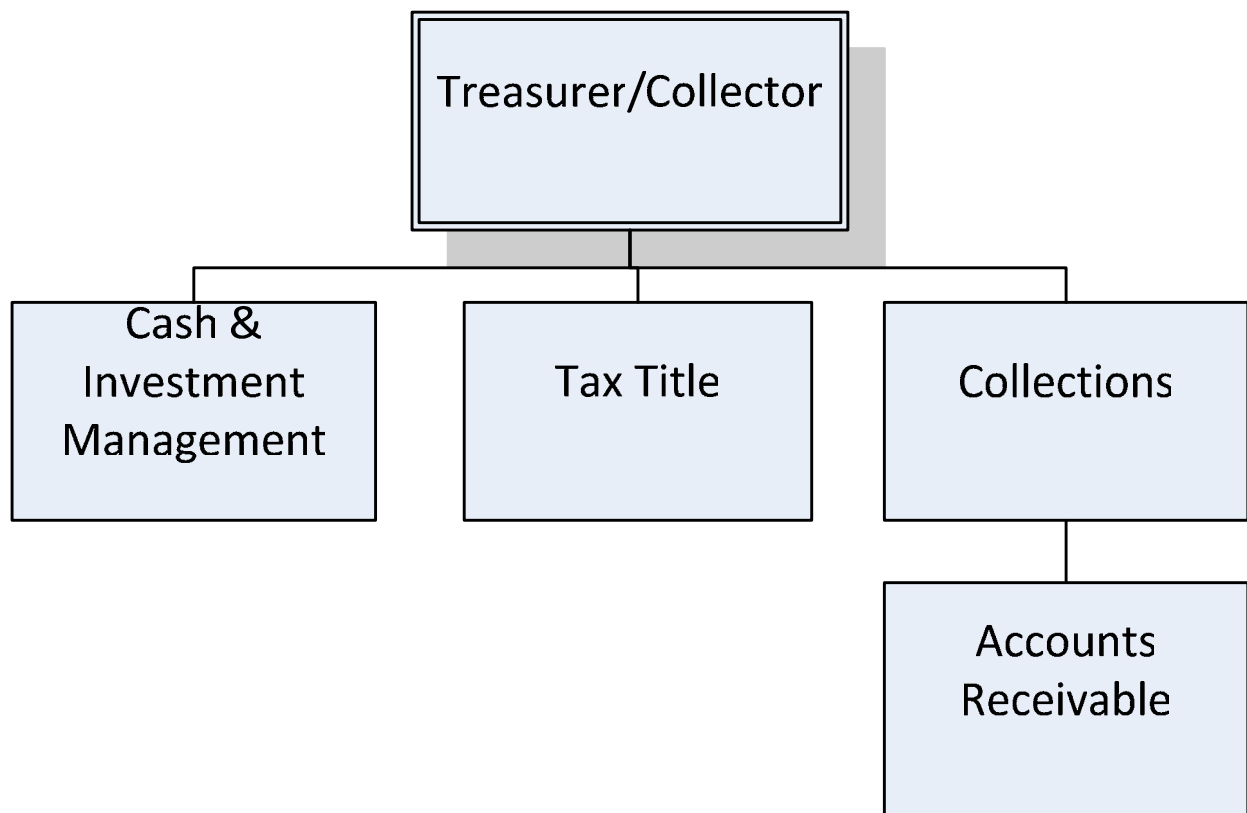 Treasurer/Collector
Cash &
Investment
Management
Tax Title
Collections
Accounts
Receivable